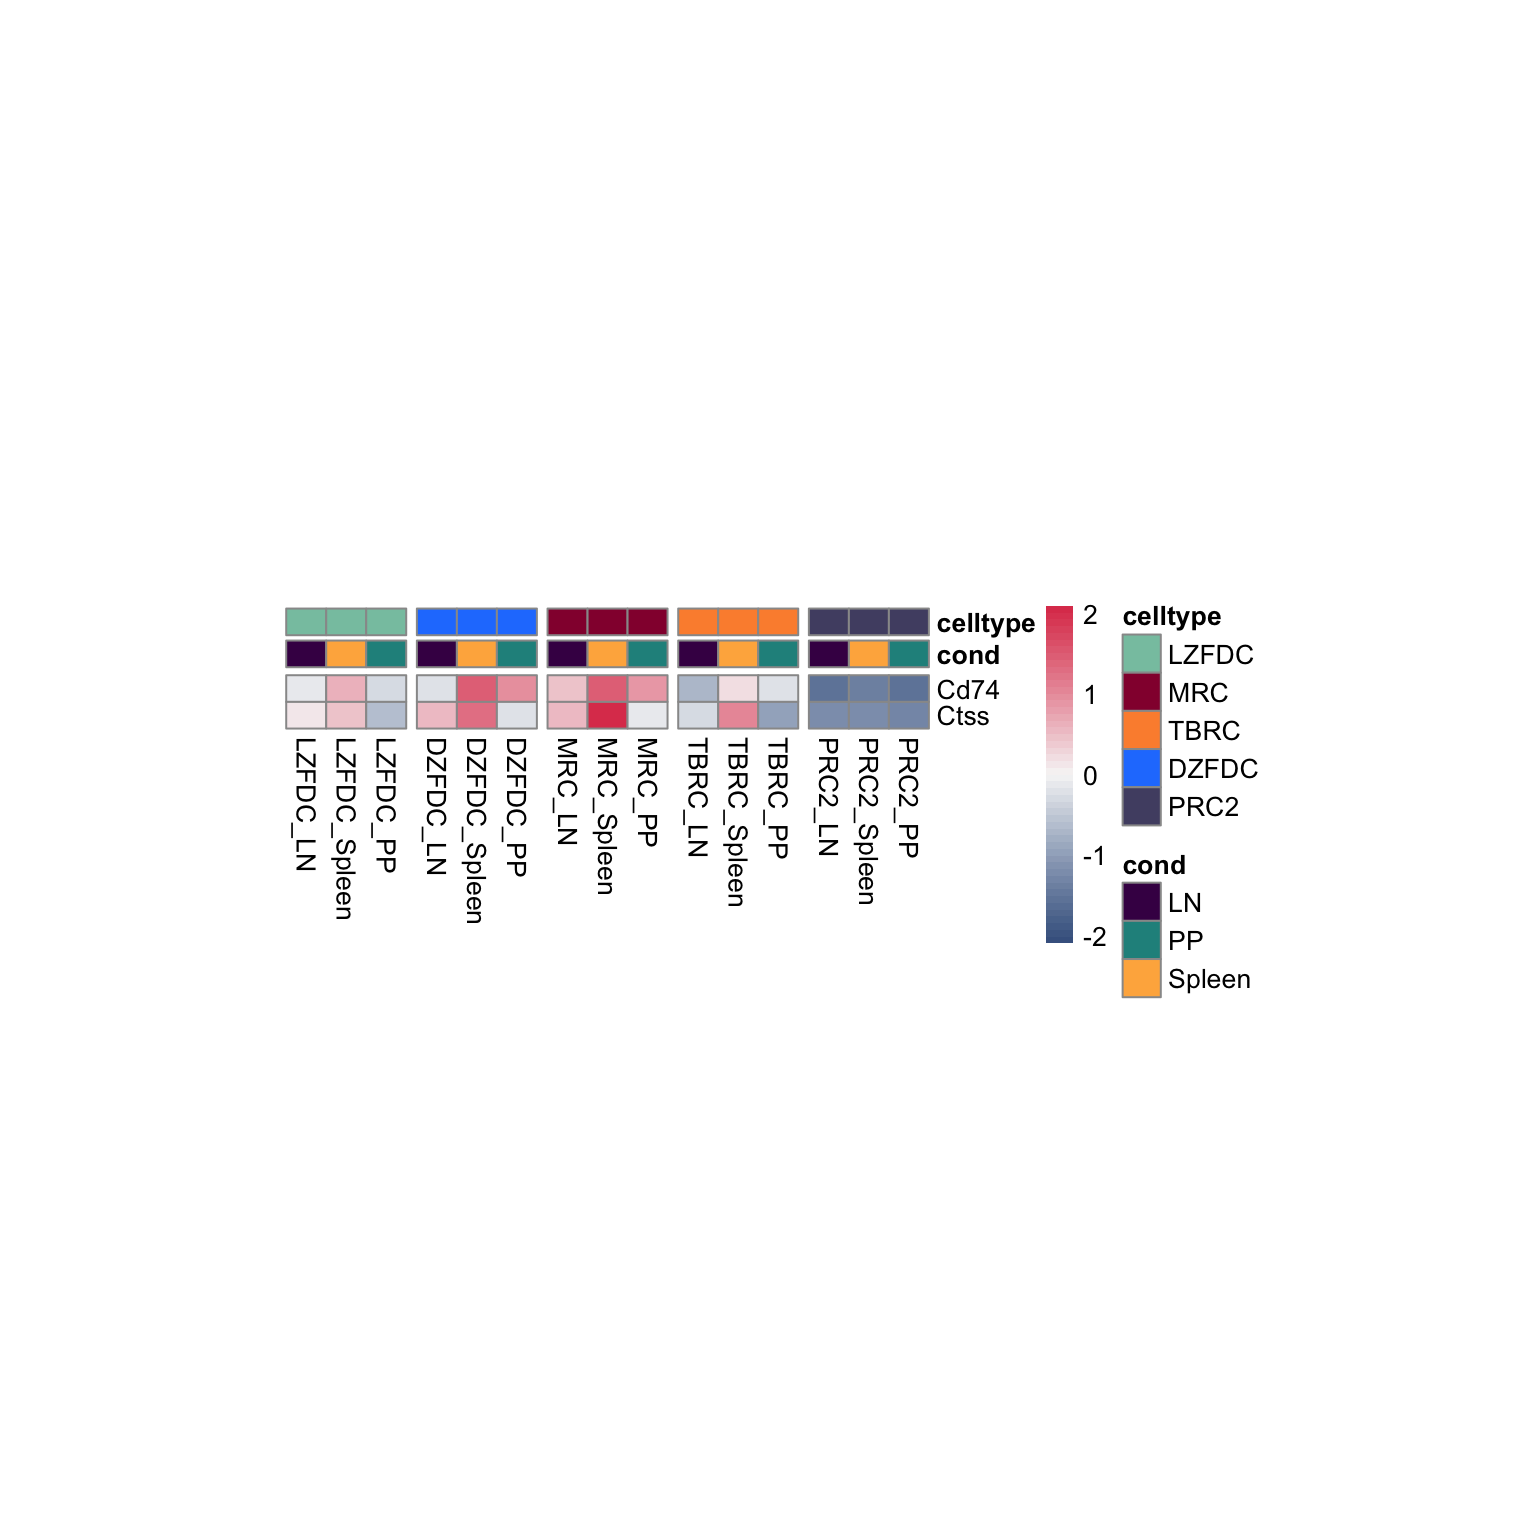 celltype
cond
Cd74
Ctss
LZFDC_LN
LZFDC_Spleen
LZFDC_PP
DZFDC_LN
DZFDC_Spleen
DZFDC_PP
MRC_LN
MRC_Spleen
MRC_PP
TBRC_LN
TBRC_Spleen
TBRC_PP
PRC2_LN
PRC2_Spleen
PRC2_PP
2
1
0
-1
-2
celltype
LZFDC
MRC
TBRC
DZFDC
PRC2
cond
LN
PP
Spleen